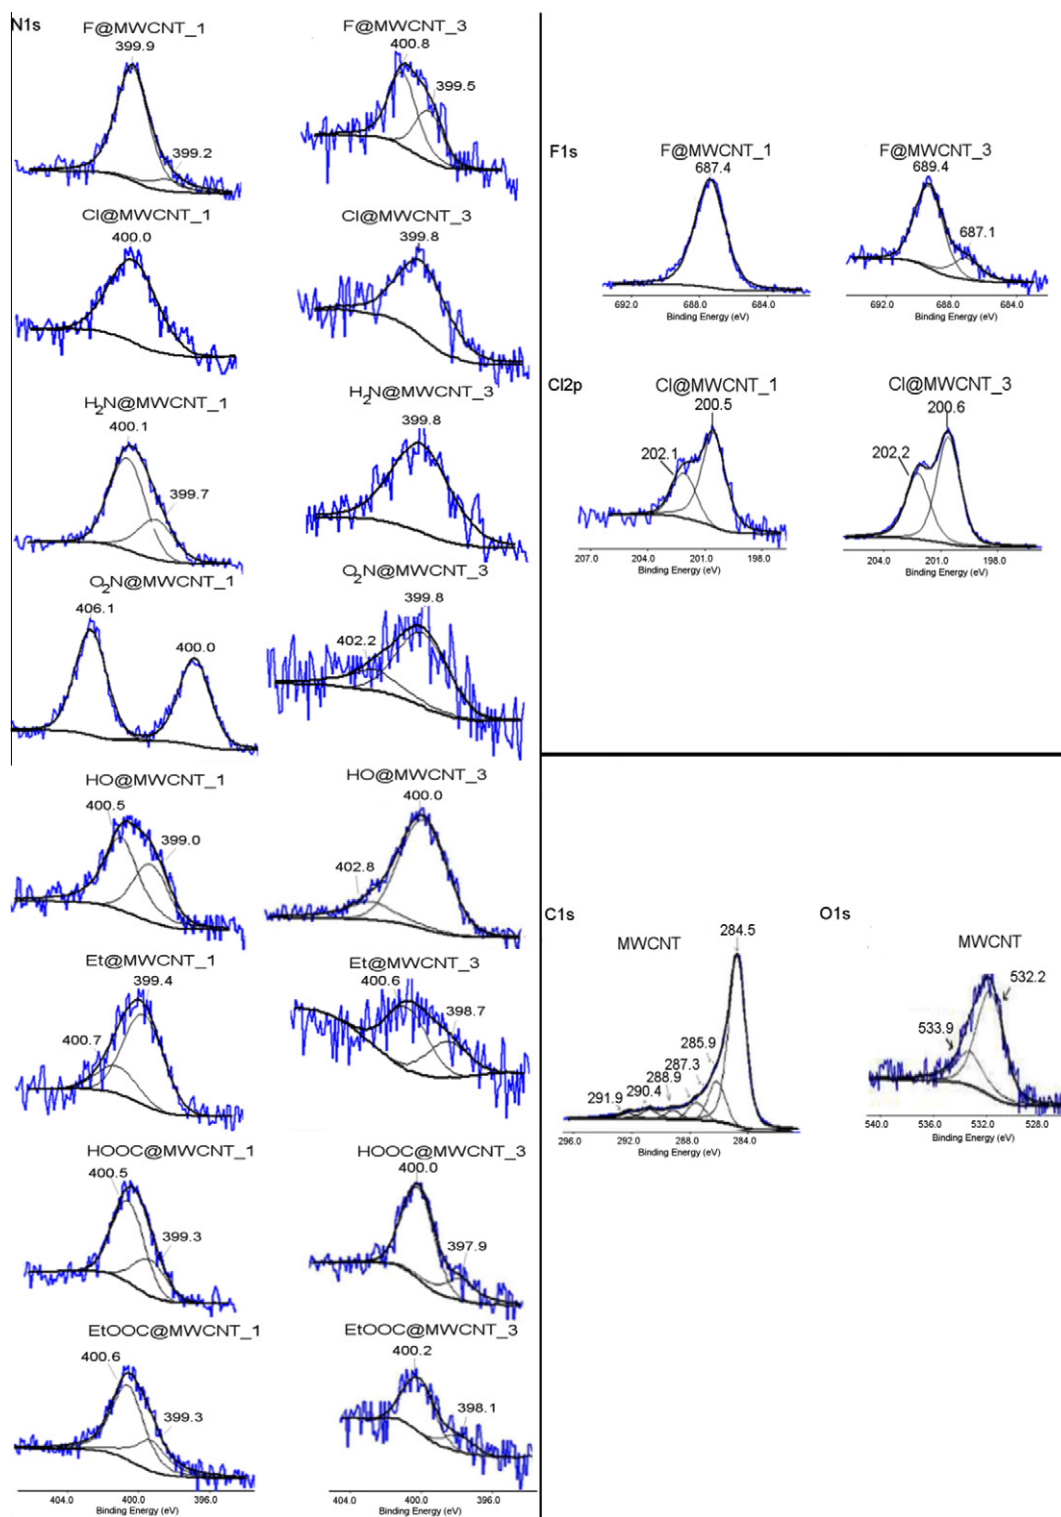 N1s
F@MWCNT_1
399.9
399.2
F@MWCNT_3
400.8
399.5
Cl@MWCNT_1
400.0
Cl@MWCNT_3
399.8
H2N@MWCNT_1
400.1
399.7
H2N@MWCNT_3
399.8
O2N@MWCNT_1
406.1
400.0
O2N@MWCNT_3
399.8
402.2
HO@MWCNT_1
400.5
399.0
HO@MWCNT_3
400.0
402.8
Et@MWCNT_1
399.4
400.7
Et@MWCNT_3
400.6
398.7
HOOC@MWCNT_1
400.5
399.3
HOOC@MWCNT_3
400.0
397.9
EtOOC@MWCNT_1
400.6
399.3
404.0 400.0 396.0
Binding Energy (eV)
EtOOC@MWCNT_3
400.2
398.1
404.0 400.0 396.0
Binding Energy (eV)
F1s
F@MWCNT_1
687.4
692.0 688.0 684.0
Binding Energy (eV)
F@MWCNT_3
689.4
687.1
692.0 688.0 684.0
Binding Energy (eV)
Cl2p
Cl@MWCNT_1
200.5
202.1
207.0 204.0 201.0 198.0
Binding Energy (eV)
Cl@MWCNT_3
200.6
202.2
204.0 201.0 198.0
Binding Energy (eV)
C1s
MWCNT
284.5
285.9
287.3
288.9
290.4
291.9
296.0 292.0 288.0 284.0
Binding Energy (eV)
O1s
MWCNT
532.2
533.9
540.0 536.0 532.0 528.0
Binding Energy (eV)